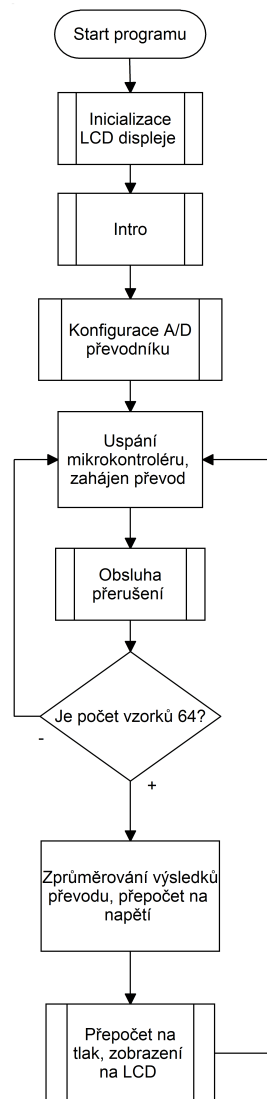 Start programu
Inicializace
LCD displeje
Intro
Konfigurace A/D
převodníku
Uspání
mikrokontroléru,
zahájen převod
Obsluha
přerušení
Je počet vzorků 64?
-
+
Zprůměrování výsledků
převodu, přepočet na
napětí
Přepočet na
tlak, zobrazení
na LCD